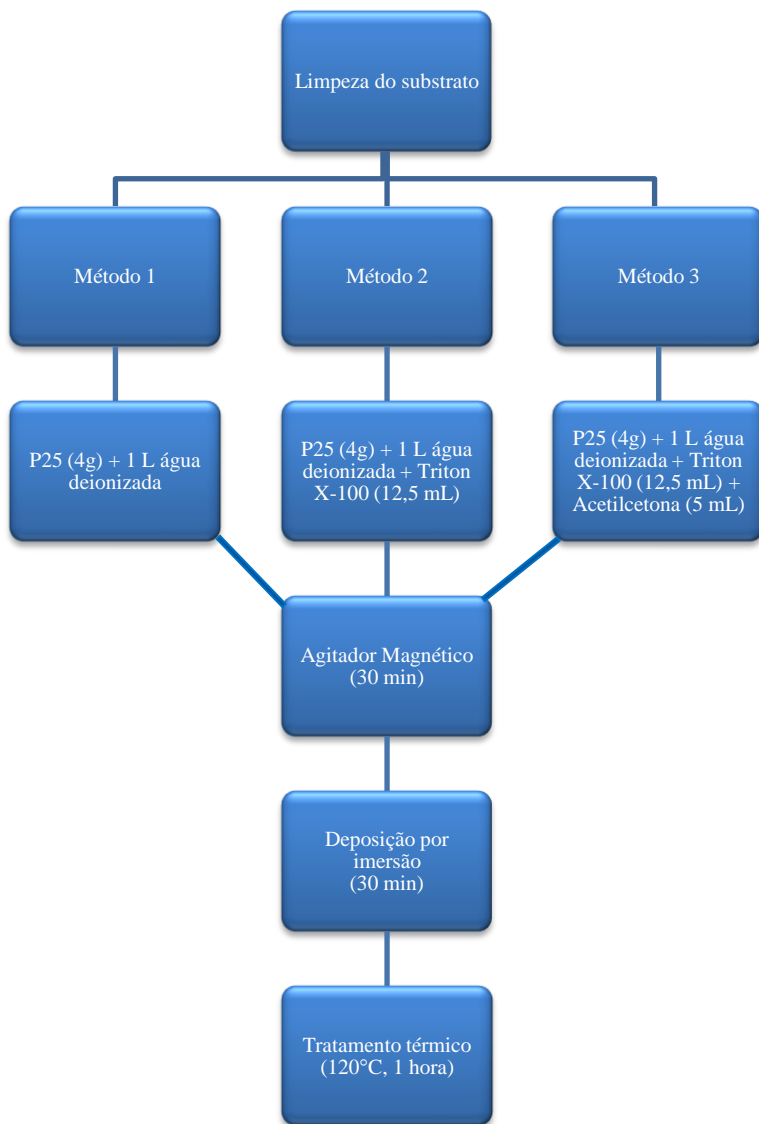 Limpeza do substrato
Método 1
Método 2
Método 3
P25 (4g) + 1 L água
deionizada
P25 (4g) + 1 L água
deionizada + Triton
X-100 (12,5 mL)
P25 (4g) + 1 L água
deionizada + Triton
X-100 (12,5 mL) +
Acetilcetona (5 mL)
Agitador Magnético
(30 min)
Deposição por
imersão
(30 min)
Tratamento térmico
(120°C, 1 hora)